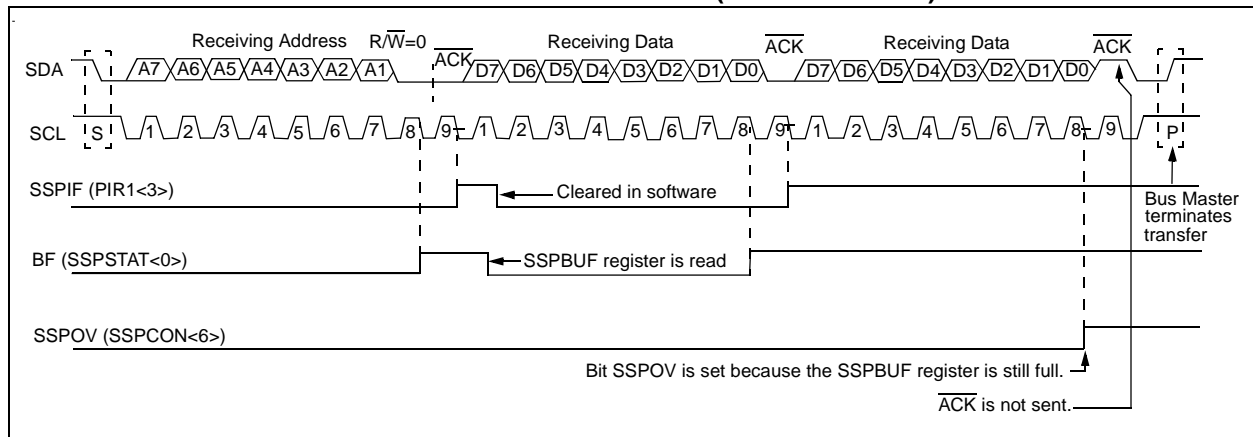 Receiving Address R/W̅=0 Receiving Data A̅C̅K̅ Receiving Data A̅C̅K̅
A̅C̅K̅
SDA A7 A6 A5 A4 A3 A2 A1 D7 D6 D5 D4 D3 D2 D1 D0 D7 D6 D5 D4 D3 D2 D1 D0
SCL S 1 2 3 4 5 6 7 8 9 1 2 3 4 5 6 7 8 9 1 2 3 4 5 6 7 8 9 P
SSPIF (PIR1<3>) Cleared in software
Bus Master
terminates
transfer
BF (SSPSTAT<0>) SSPBUF register is read
SSPOV (SSPCON<6>)
Bit SSPOV is set because the SSPBUF register is still full.
A̅C̅K̅ is not sent.